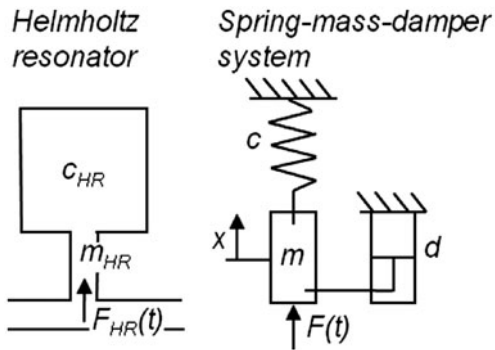 Helmholtz
resonator
Spring-mass-damper
system
c_HR
m_HR
F_HR(t)
c
x
m
d
F(t)